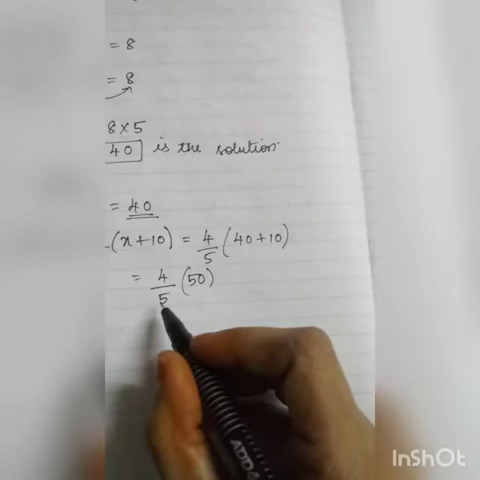 = 8
= 8
8 × 5
40 is the solution.
= 40
(x+10) = 4/5 (40+10)
= 4/5 (50)
ADD
InShOt